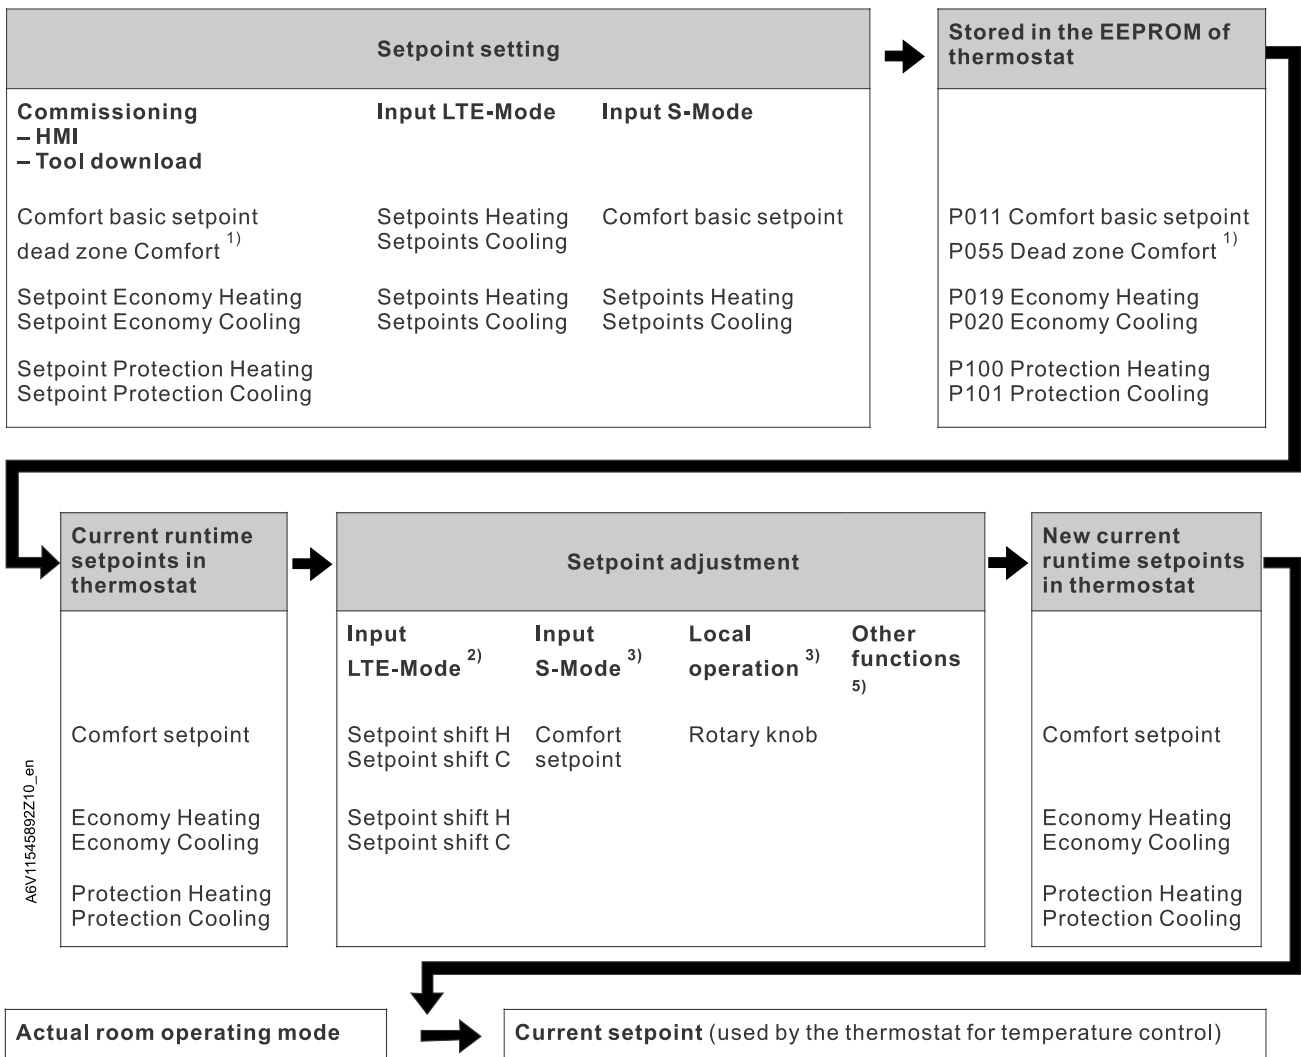 Setpoint setting
Commissioning
– HMI
– Tool download
Input LTE-Mode
Input S-Mode
Comfort basic setpoint
dead zone Comfort 1)
Setpoints Heating
Setpoints Cooling
Comfort basic setpoint
Setpoint Economy Heating
Setpoint Economy Cooling
Setpoints Heating
Setpoints Cooling
Setpoints Heating
Setpoints Cooling
Setpoint Protection Heating
Setpoint Protection Cooling
Stored in the EEPROM of
thermostat
P011 Comfort basic setpoint
P055 Dead zone Comfort 1)
P019 Economy Heating
P020 Economy Cooling
P100 Protection Heating
P101 Protection Cooling
Current runtime
setpoints in
thermostat
Comfort setpoint
Economy Heating
Economy Cooling
Protection Heating
Protection Cooling
Setpoint adjustment
Input
LTE-Mode 2)
Input
S-Mode 3)
Local
operation 3)
Other
functions
5)
Setpoint shift H
Setpoint shift C
Comfort
setpoint
Rotary knob
Setpoint shift H
Setpoint shift C
New current
runtime setpoints
in thermostat
Comfort setpoint
Economy Heating
Economy Cooling
Protection Heating
Protection Cooling
A6V11545892Z10_en
Actual room operating mode
Current setpoint (used by the thermostat for temperature control)